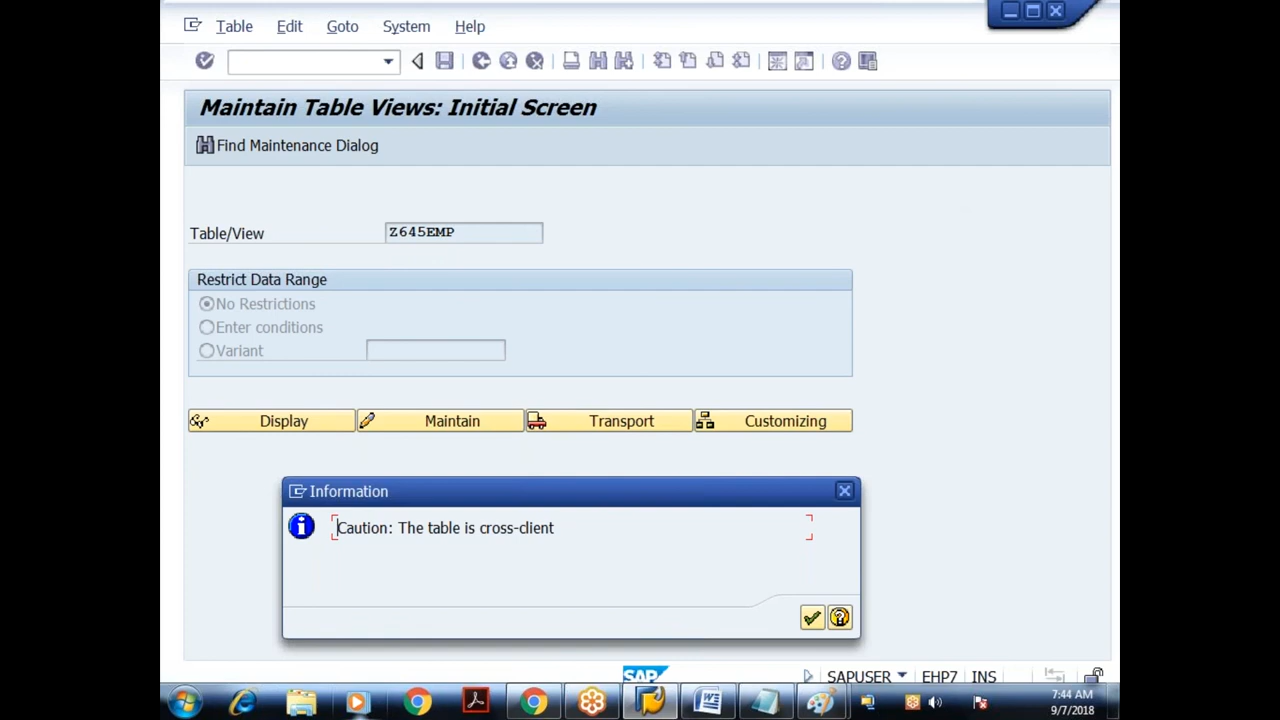 Table Edit Goto System Help
Maintain Table Views: Initial Screen
Find Maintenance Dialog
Table/View Z645EMP
Restrict Data Range
No Restrictions
Enter conditions
Variant
Display Maintain Transport Customizing
Information
Caution: The table is cross-client
SAP
SAPUSER EHP7 INS
7:44 AM
9/7/2018